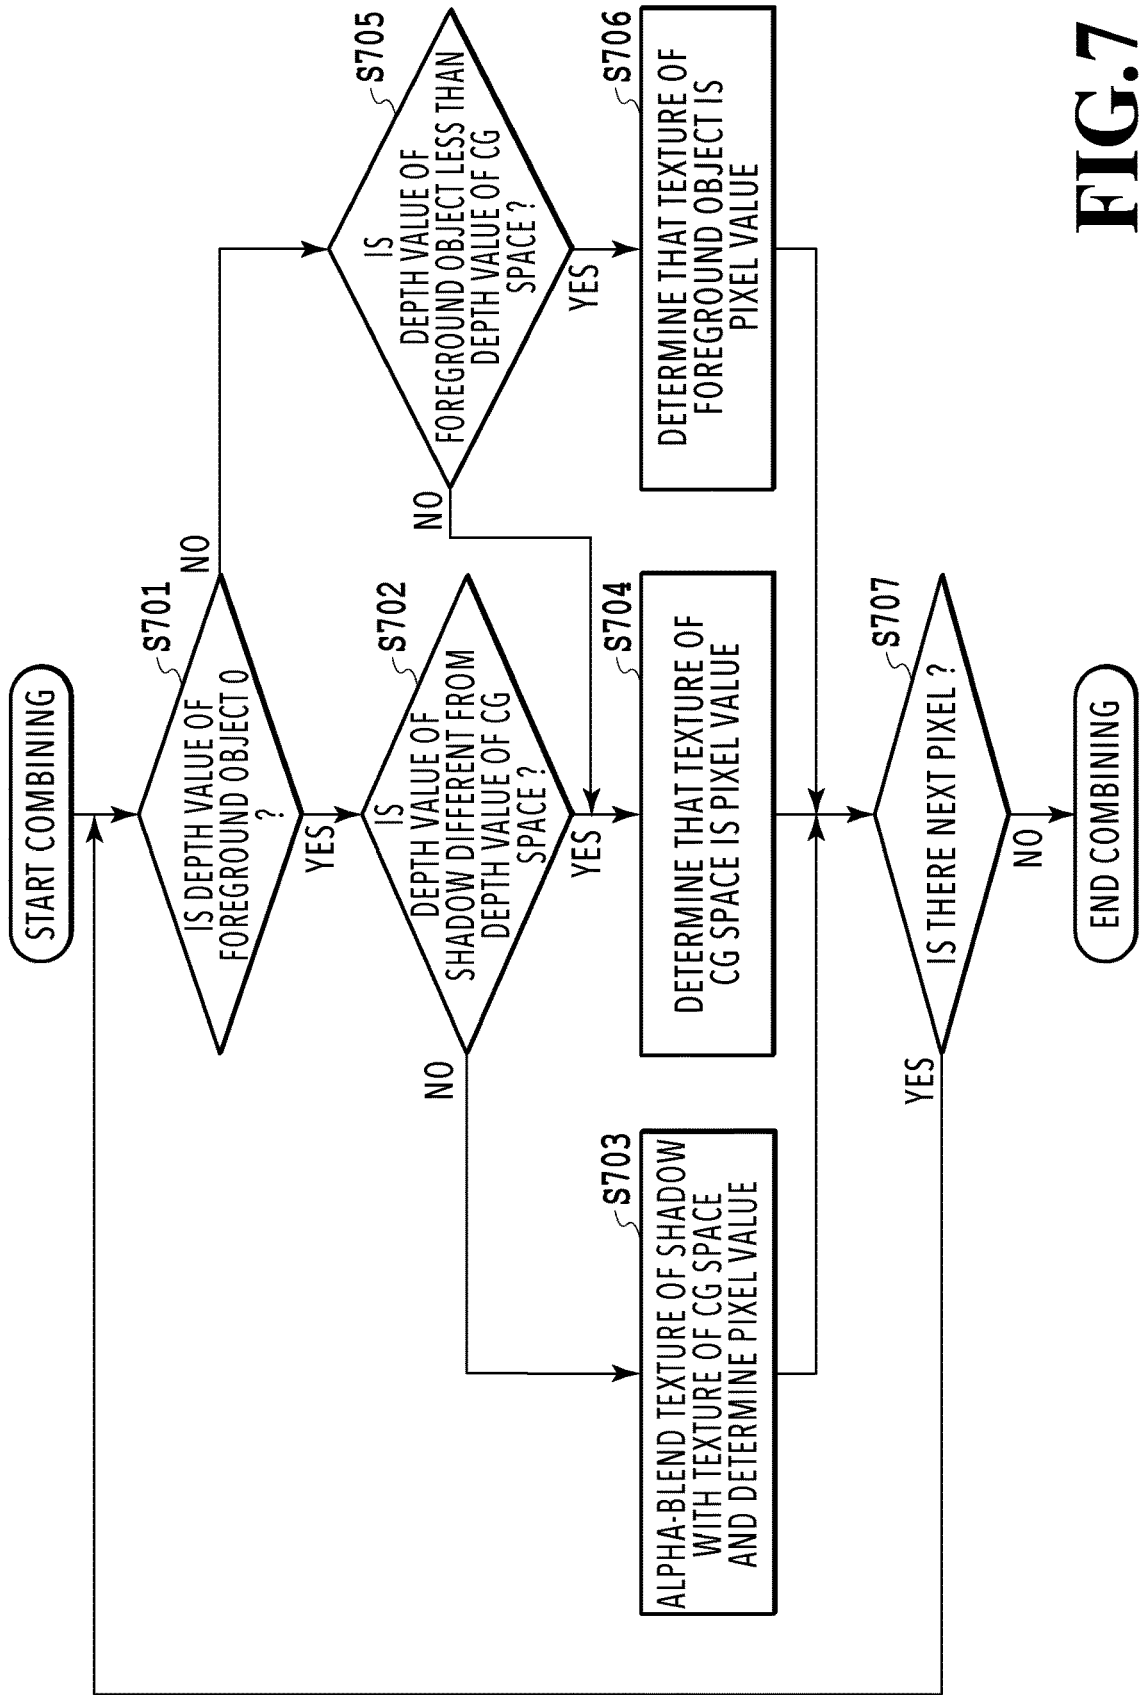 START COMBINING
S701
IS DEPTH VALUE OF
FOREGROUND OBJECT 0
?
NO
YES
S702
IS
DEPTH VALUE OF
SHADOW DIFFERENT FROM
DEPTH VALUE OF CG
SPACE ?
NO
YES
S705
IS
DEPTH VALUE OF
FOREGROUND OBJECT LESS THAN
DEPTH VALUE OF CG
SPACE ?
NO
YES
S703
ALPHA-BLEND TEXTURE OF SHADOW
WITH TEXTURE OF CG SPACE
AND DETERMINE PIXEL VALUE
S704
DETERMINE THAT TEXTURE OF
CG SPACE IS PIXEL VALUE
S706
DETERMINE THAT TEXTURE OF
FOREGROUND OBJECT IS
PIXEL VALUE
S707
IS THERE NEXT PIXEL ?
YES
NO
END COMBINING
FIG.7